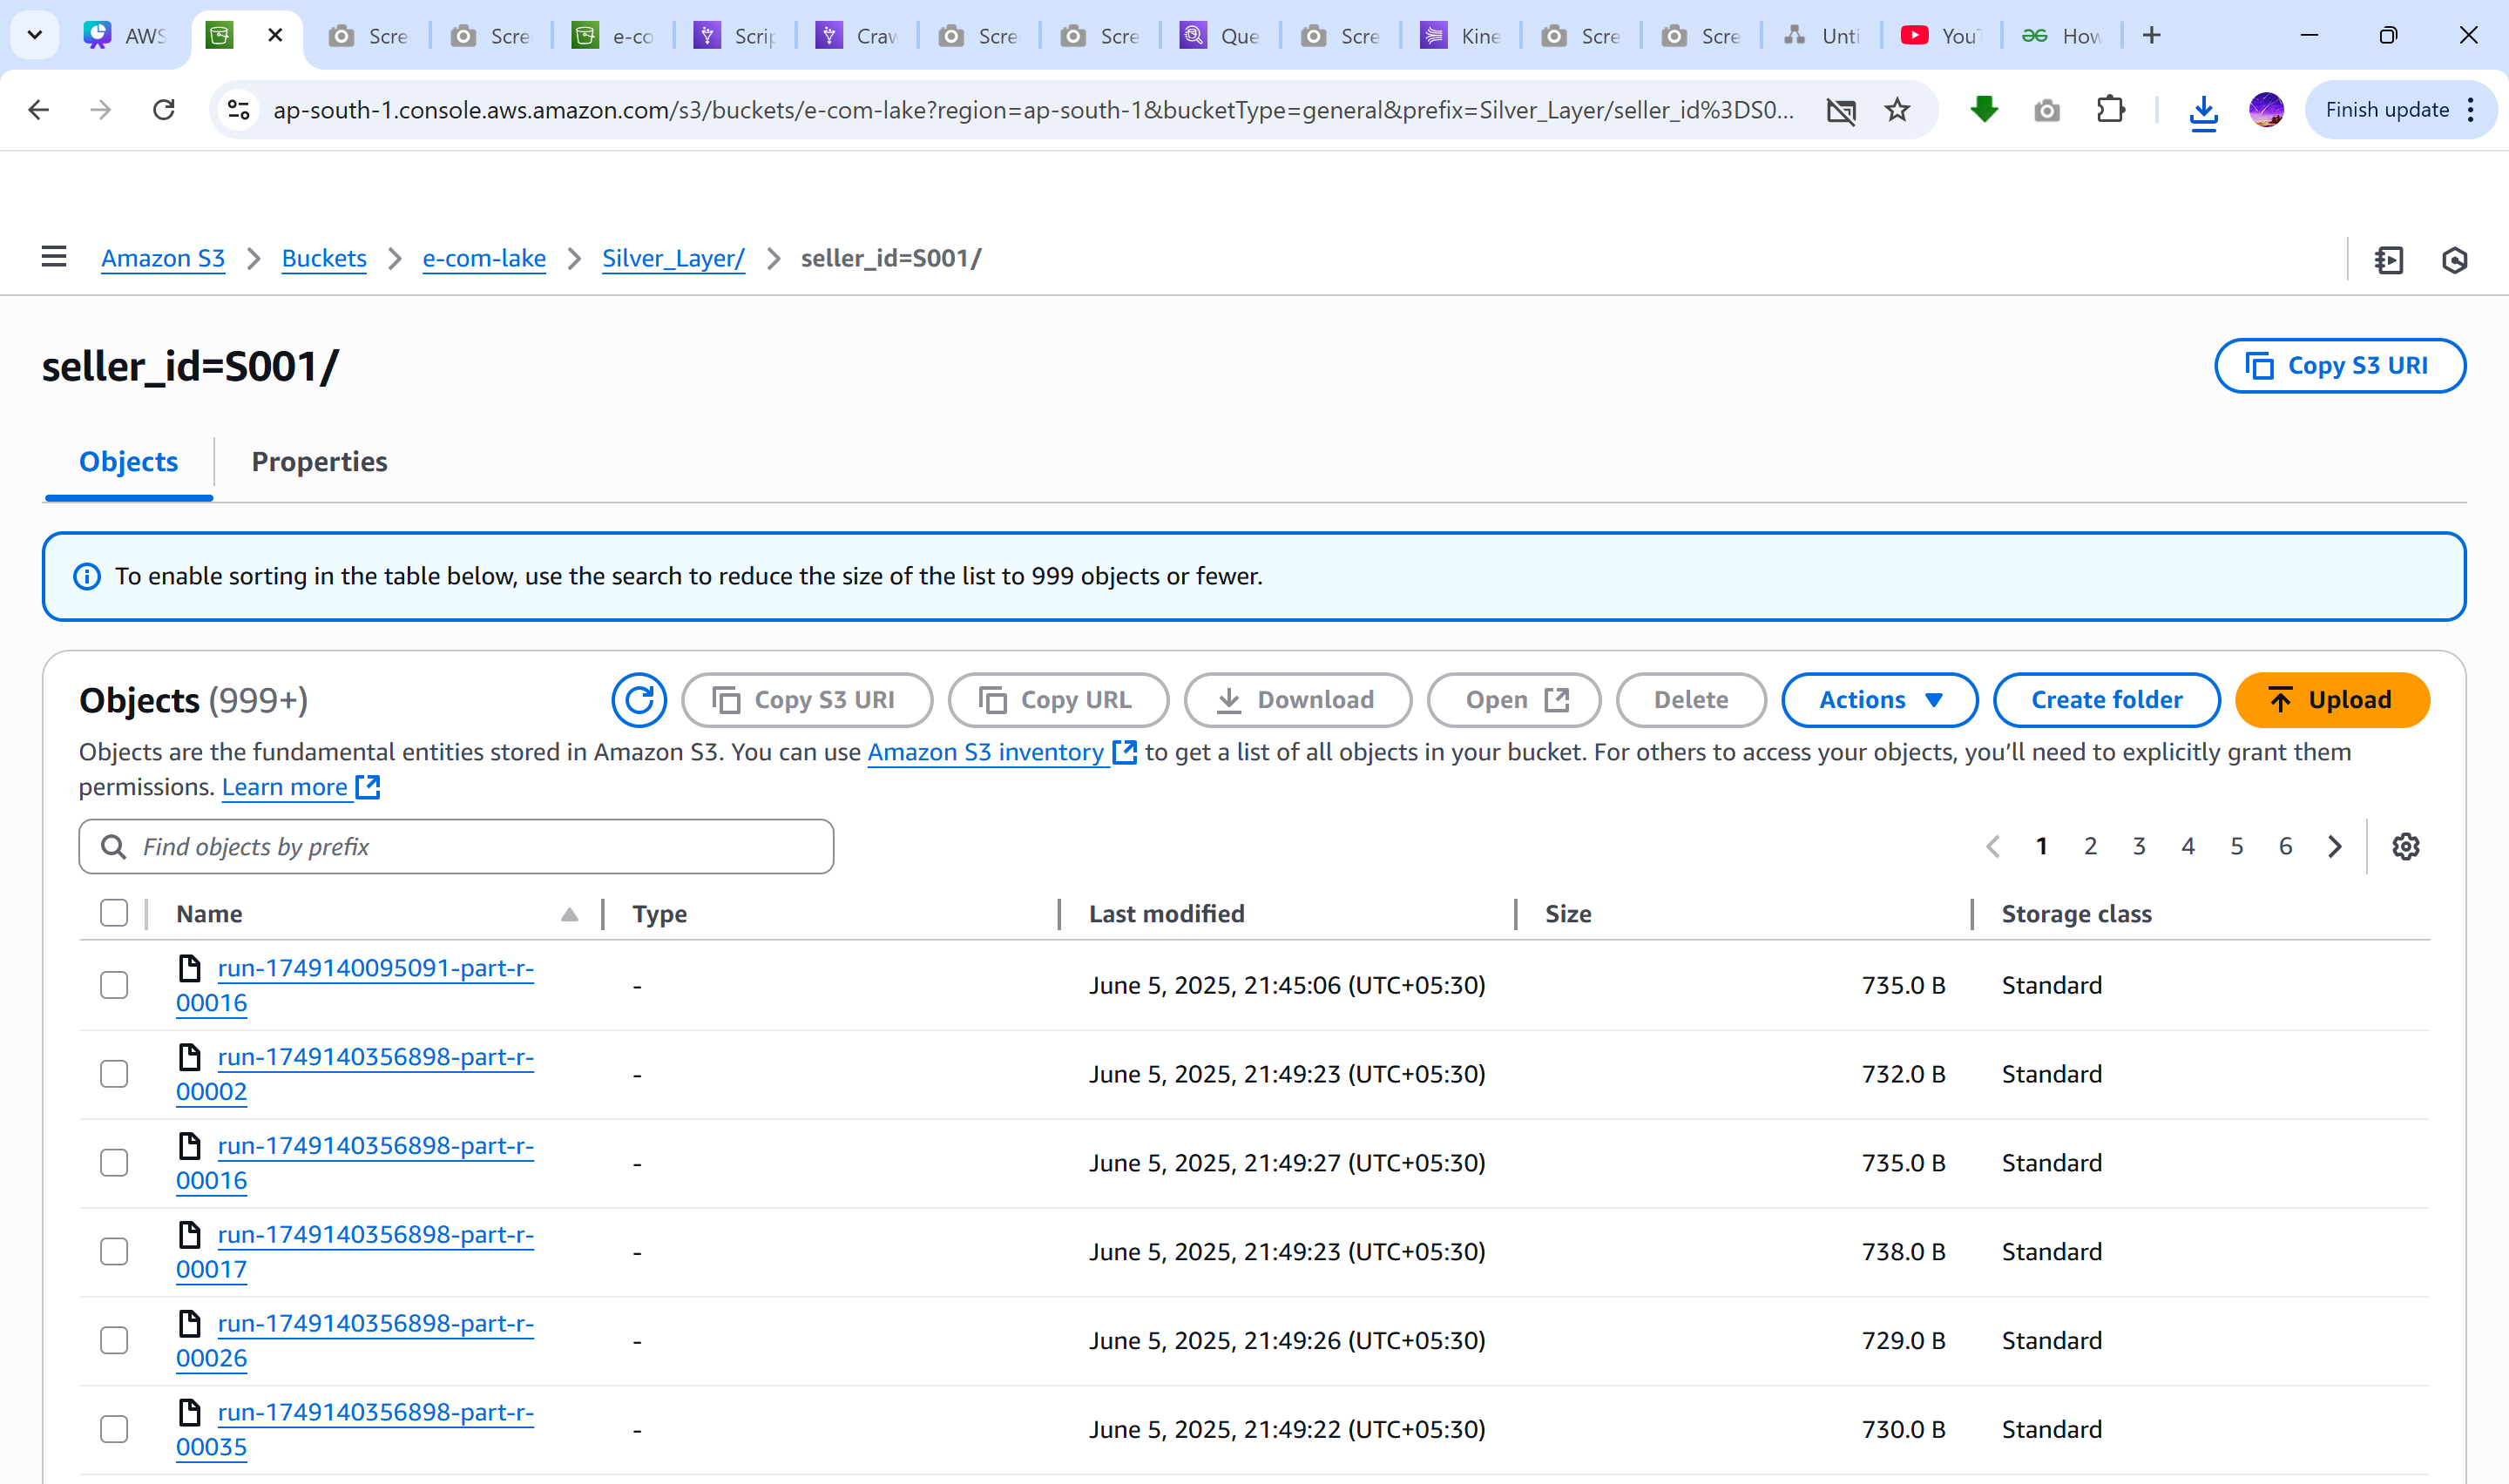 AWS
Scre
Scre
e-co
Scrip
Craw
Scre
Scre
Que
Scre
Kine
Scre
Scre
Unti
YouT
How
ap-south-1.console.aws.amazon.com/s3/buckets/e-com-lake?region=ap-south-1&bucketType=general&prefix=Silver_Layer/seller_id%3DS0...
Finish update
Amazon S3 > Buckets > e-com-lake > Silver_Layer/ > seller_id=S001/
seller_id=S001/
Copy S3 URI
Objects
Properties
To enable sorting in the table below, use the search to reduce the size of the list to 999 objects or fewer.
Objects (999+)
Copy S3 URI
Copy URL
Download
Open
Delete
Actions
Create folder
Upload
Objects are the fundamental entities stored in Amazon S3. You can use Amazon S3 inventory to get a list of all objects in your bucket. For others to access your objects, you’ll need to explicitly grant them
permissions. Learn more
Find objects by prefix
1 2 3 4 5 6
Name Type Last modified Size Storage class
run-1749140095091-part-r-
00016
- June 5, 2025, 21:45:06 (UTC+05:30) 735.0 B Standard
run-1749140356898-part-r-
00002
- June 5, 2025, 21:49:23 (UTC+05:30) 732.0 B Standard
run-1749140356898-part-r-
00016
- June 5, 2025, 21:49:27 (UTC+05:30) 735.0 B Standard
run-1749140356898-part-r-
00017
- June 5, 2025, 21:49:23 (UTC+05:30) 738.0 B Standard
run-1749140356898-part-r-
00026
- June 5, 2025, 21:49:26 (UTC+05:30) 729.0 B Standard
run-1749140356898-part-r-
00035
- June 5, 2025, 21:49:22 (UTC+05:30) 730.0 B Standard